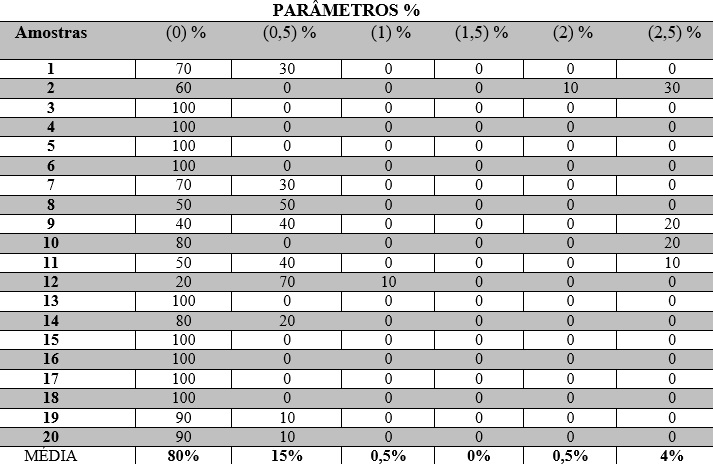 PARÂMETROS %
Amostras (0) % (0,5) % (1) % (1,5) % (2) % (2,5) %
1 70 30 0 0 0 0
2 60 0 0 0 10 30
3 100 0 0 0 0 0
4 100 0 0 0 0 0
5 100 0 0 0 0 0
6 100 0 0 0 0 0
7 70 30 0 0 0 0
8 50 50 0 0 0 0
9 40 40 0 0 0 20
10 80 0 0 0 0 20
11 50 40 0 0 0 10
12 20 70 10 0 0 0
13 100 0 0 0 0 0
14 80 20 0 0 0 0
15 100 0 0 0 0 0
16 100 0 0 0 0 0
17 100 0 0 0 0 0
18 100 0 0 0 0 0
19 90 10 0 0 0 0
20 90 10 0 0 0 0
MÉDIA 80% 15% 0,5% 0% 0,5% 4%